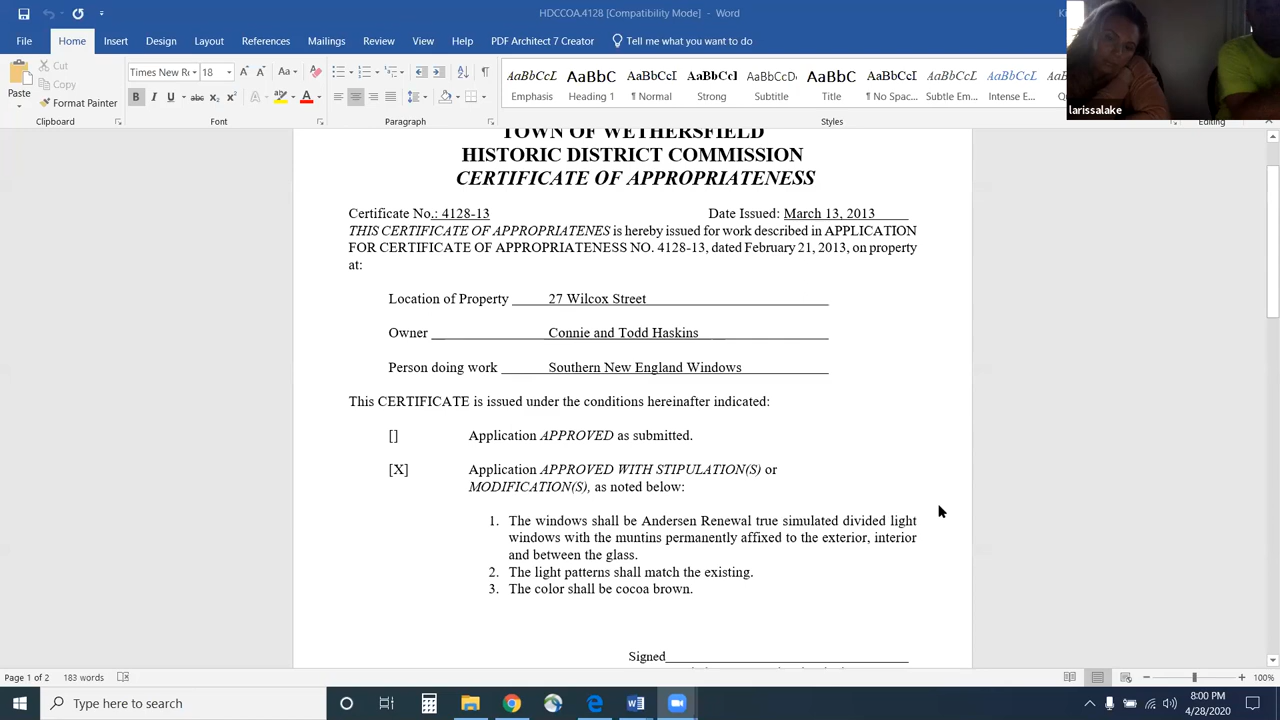 HDCCOA.4128 [Compatibility Mode] - Word
File Home Insert Design Layout References Mailings Review View Help PDF Architect 7 Creator Tell me what you want to do
Paste
Cut
Copy
Format Painter
Clipboard
Times New Ro 18
Font
Paragraph
AaBbCcL AaBbC AaBbCcI AaBbCcI AaBbCcD AaBbC AaBbCcI AaBbCcL AaBbCcL
Emphasis Heading 1 ¶ Normal Strong Subtitle Title ¶ No Spac... Subtle Em... Intense E...
Styles
Editing
larissalake
TOWN OF WETHERSFIELD
HISTORIC DISTRICT COMMISSION
CERTIFICATE OF APPROPRIATENESS
Certificate No.: 4128-13 Date Issued: March 13, 2013
THIS CERTIFICATE OF APPROPRIATENES is hereby issued for work described in APPLICATION
FOR CERTIFICATE OF APPROPRIATENESS NO. 4128-13, dated February 21, 2013, on property
at:
Location of Property 27 Wilcox Street
Owner Connie and Todd Haskins
Person doing work Southern New England Windows
This CERTIFICATE is issued under the conditions hereinafter indicated:
[] Application APPROVED as submitted.
[X] Application APPROVED WITH STIPULATION(S) or
MODIFICATION(S), as noted below:
1. The windows shall be Andersen Renewal true simulated divided light
windows with the muntins permanently affixed to the exterior, interior
and between the glass.
2. The light patterns shall match the existing.
3. The color shall be cocoa brown.
Signed
Page 1 of 2 183 words 100%
Type here to search
8:00 PM
4/28/2020